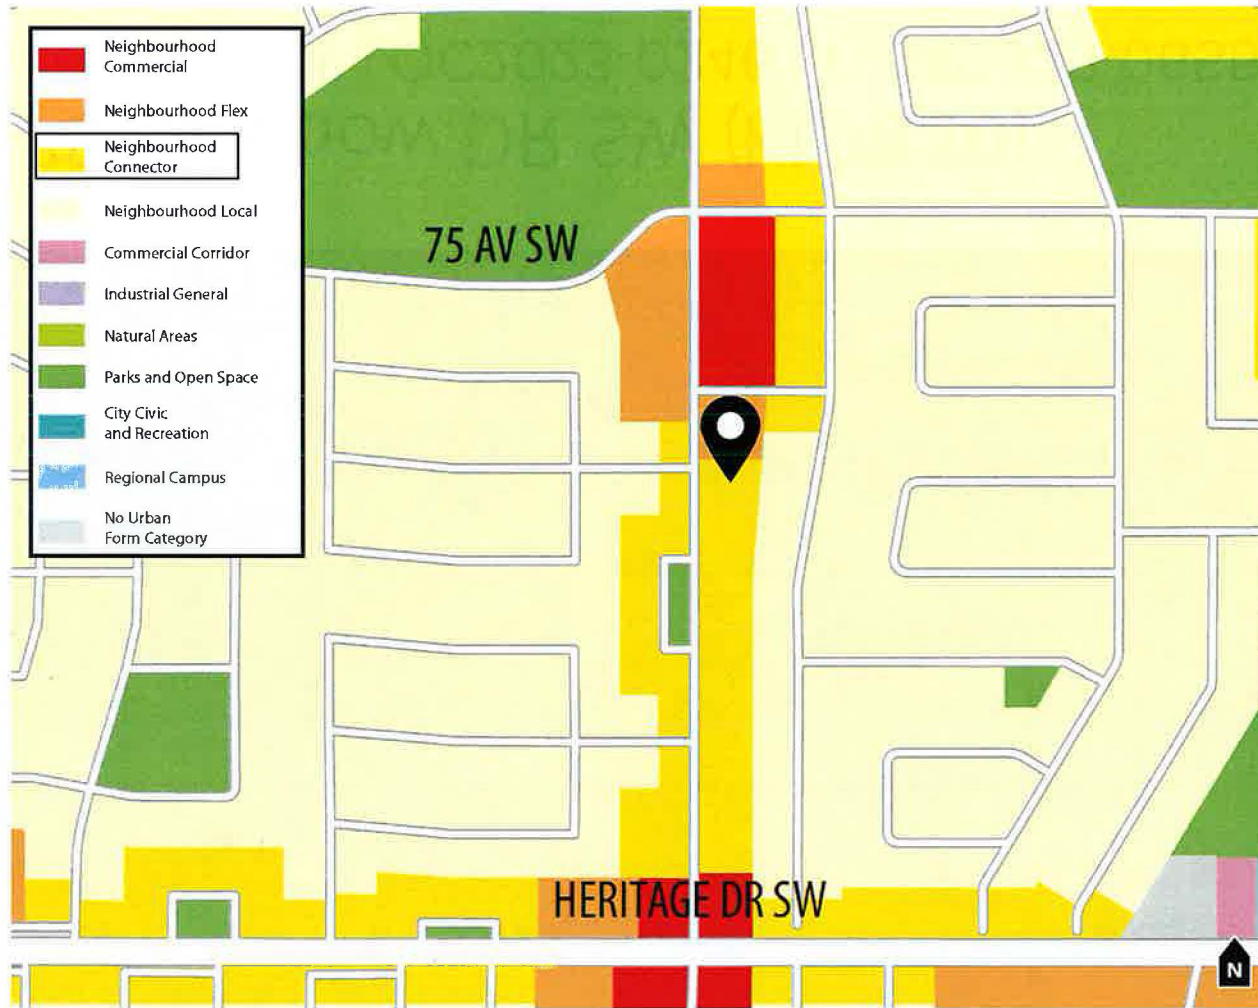 Neighbourhood
Commercial
Neighbourhood Flex
Neighbourhood
Connector
Neighbourhood Local
Commercial Corridor
Industrial General
Natural Areas
Parks and Open Space
City Civic
and Recreation
Regional Campus
No Urban
Form Category
75 AV SW
HERITAGE DR SW
N